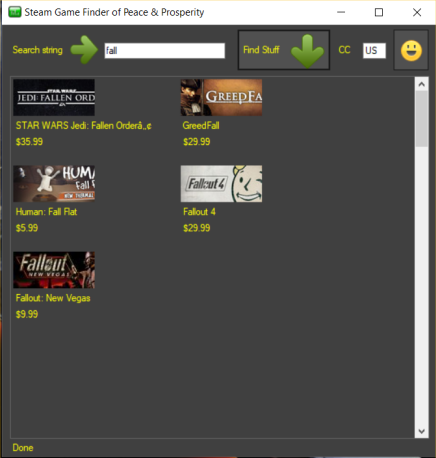 Steam Game Finder of Peace & Prosperity
Search string fall Find Stuff CC US
STAR WARS
JEDI: FALLEN ORD
GREEDFA
STAR WARS Jedi: Fallen Orderâ„¢ GreedFall
$35.99 $29.99
HUMAN
Fall F
Fallout 4
Human: Fall Flat Fallout 4
$5.99 $29.99
Fallout
NEW VEGAS
Fallout: New Vegas
$9.99
Done